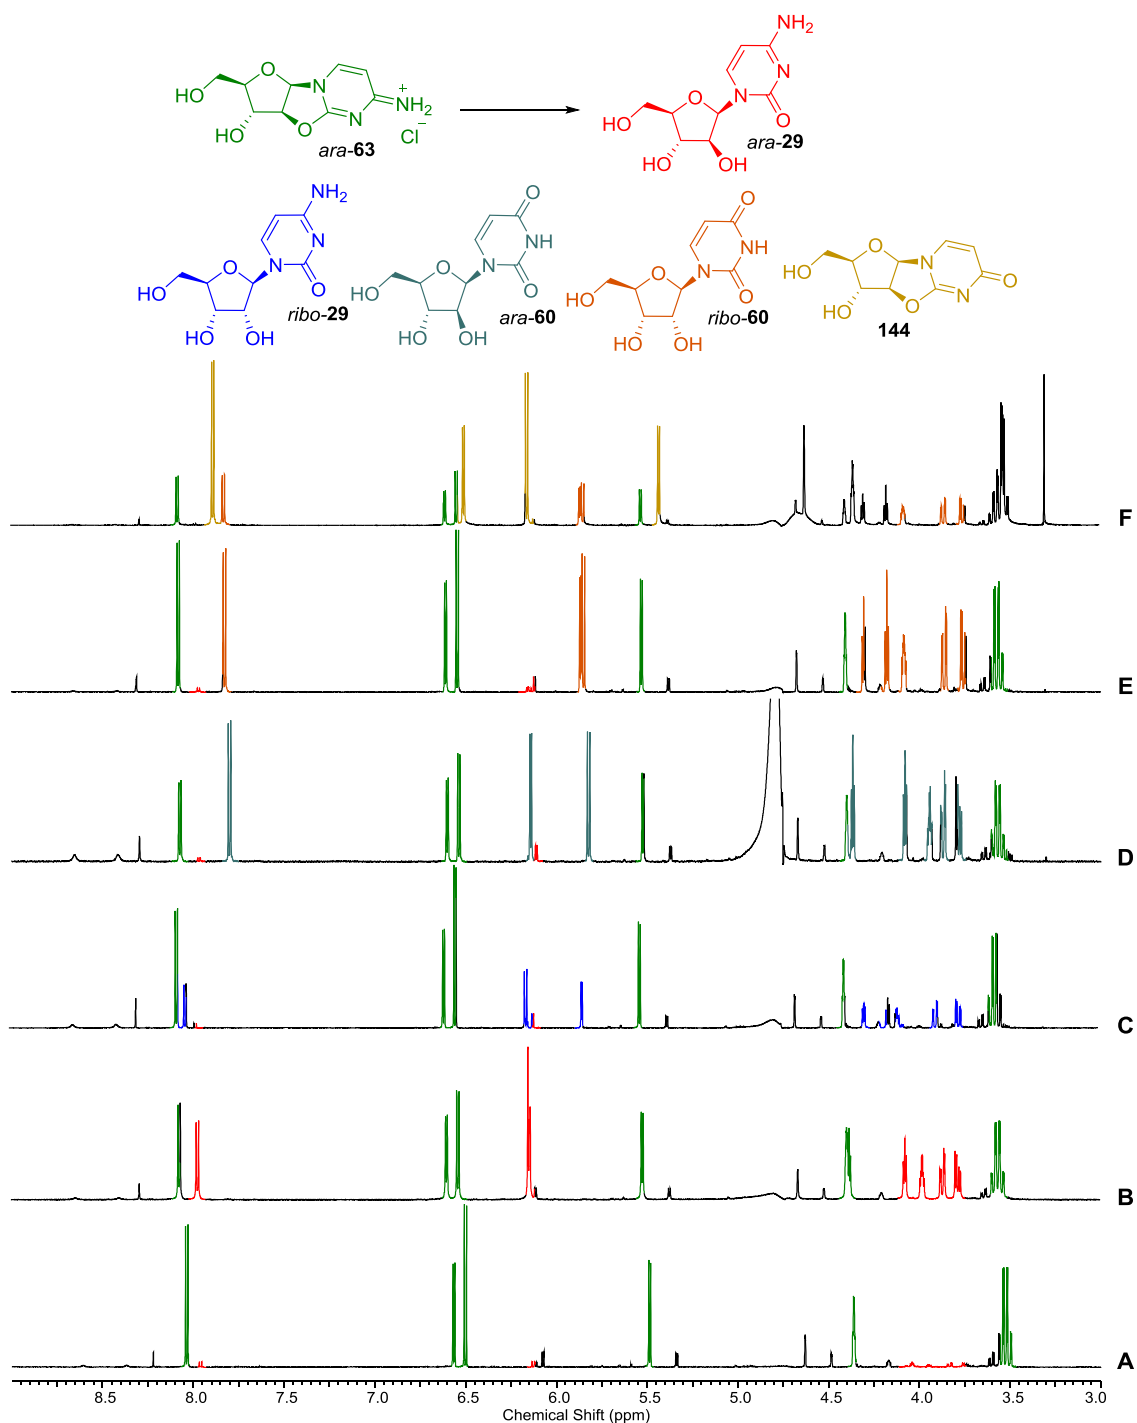 NH₂
O N N
HO + NH₂
HO O N Cl⁻
ara-63
N
O N O
HO
HO OH
ara-29
NH₂
N
O N O
HO
HO OH
ribo-29
O
NH
O N O
HO
HO OH
ara-60
O
NH
O N O
HO
HO OH
ribo-60
O N
HO O
HO O N
144
F
E
D
C
B
A
8.5 8.0 7.5 7.0 6.5 6.0 5.5 5.0 4.5 4.0 3.5 3.0
Chemical Shift (ppm)